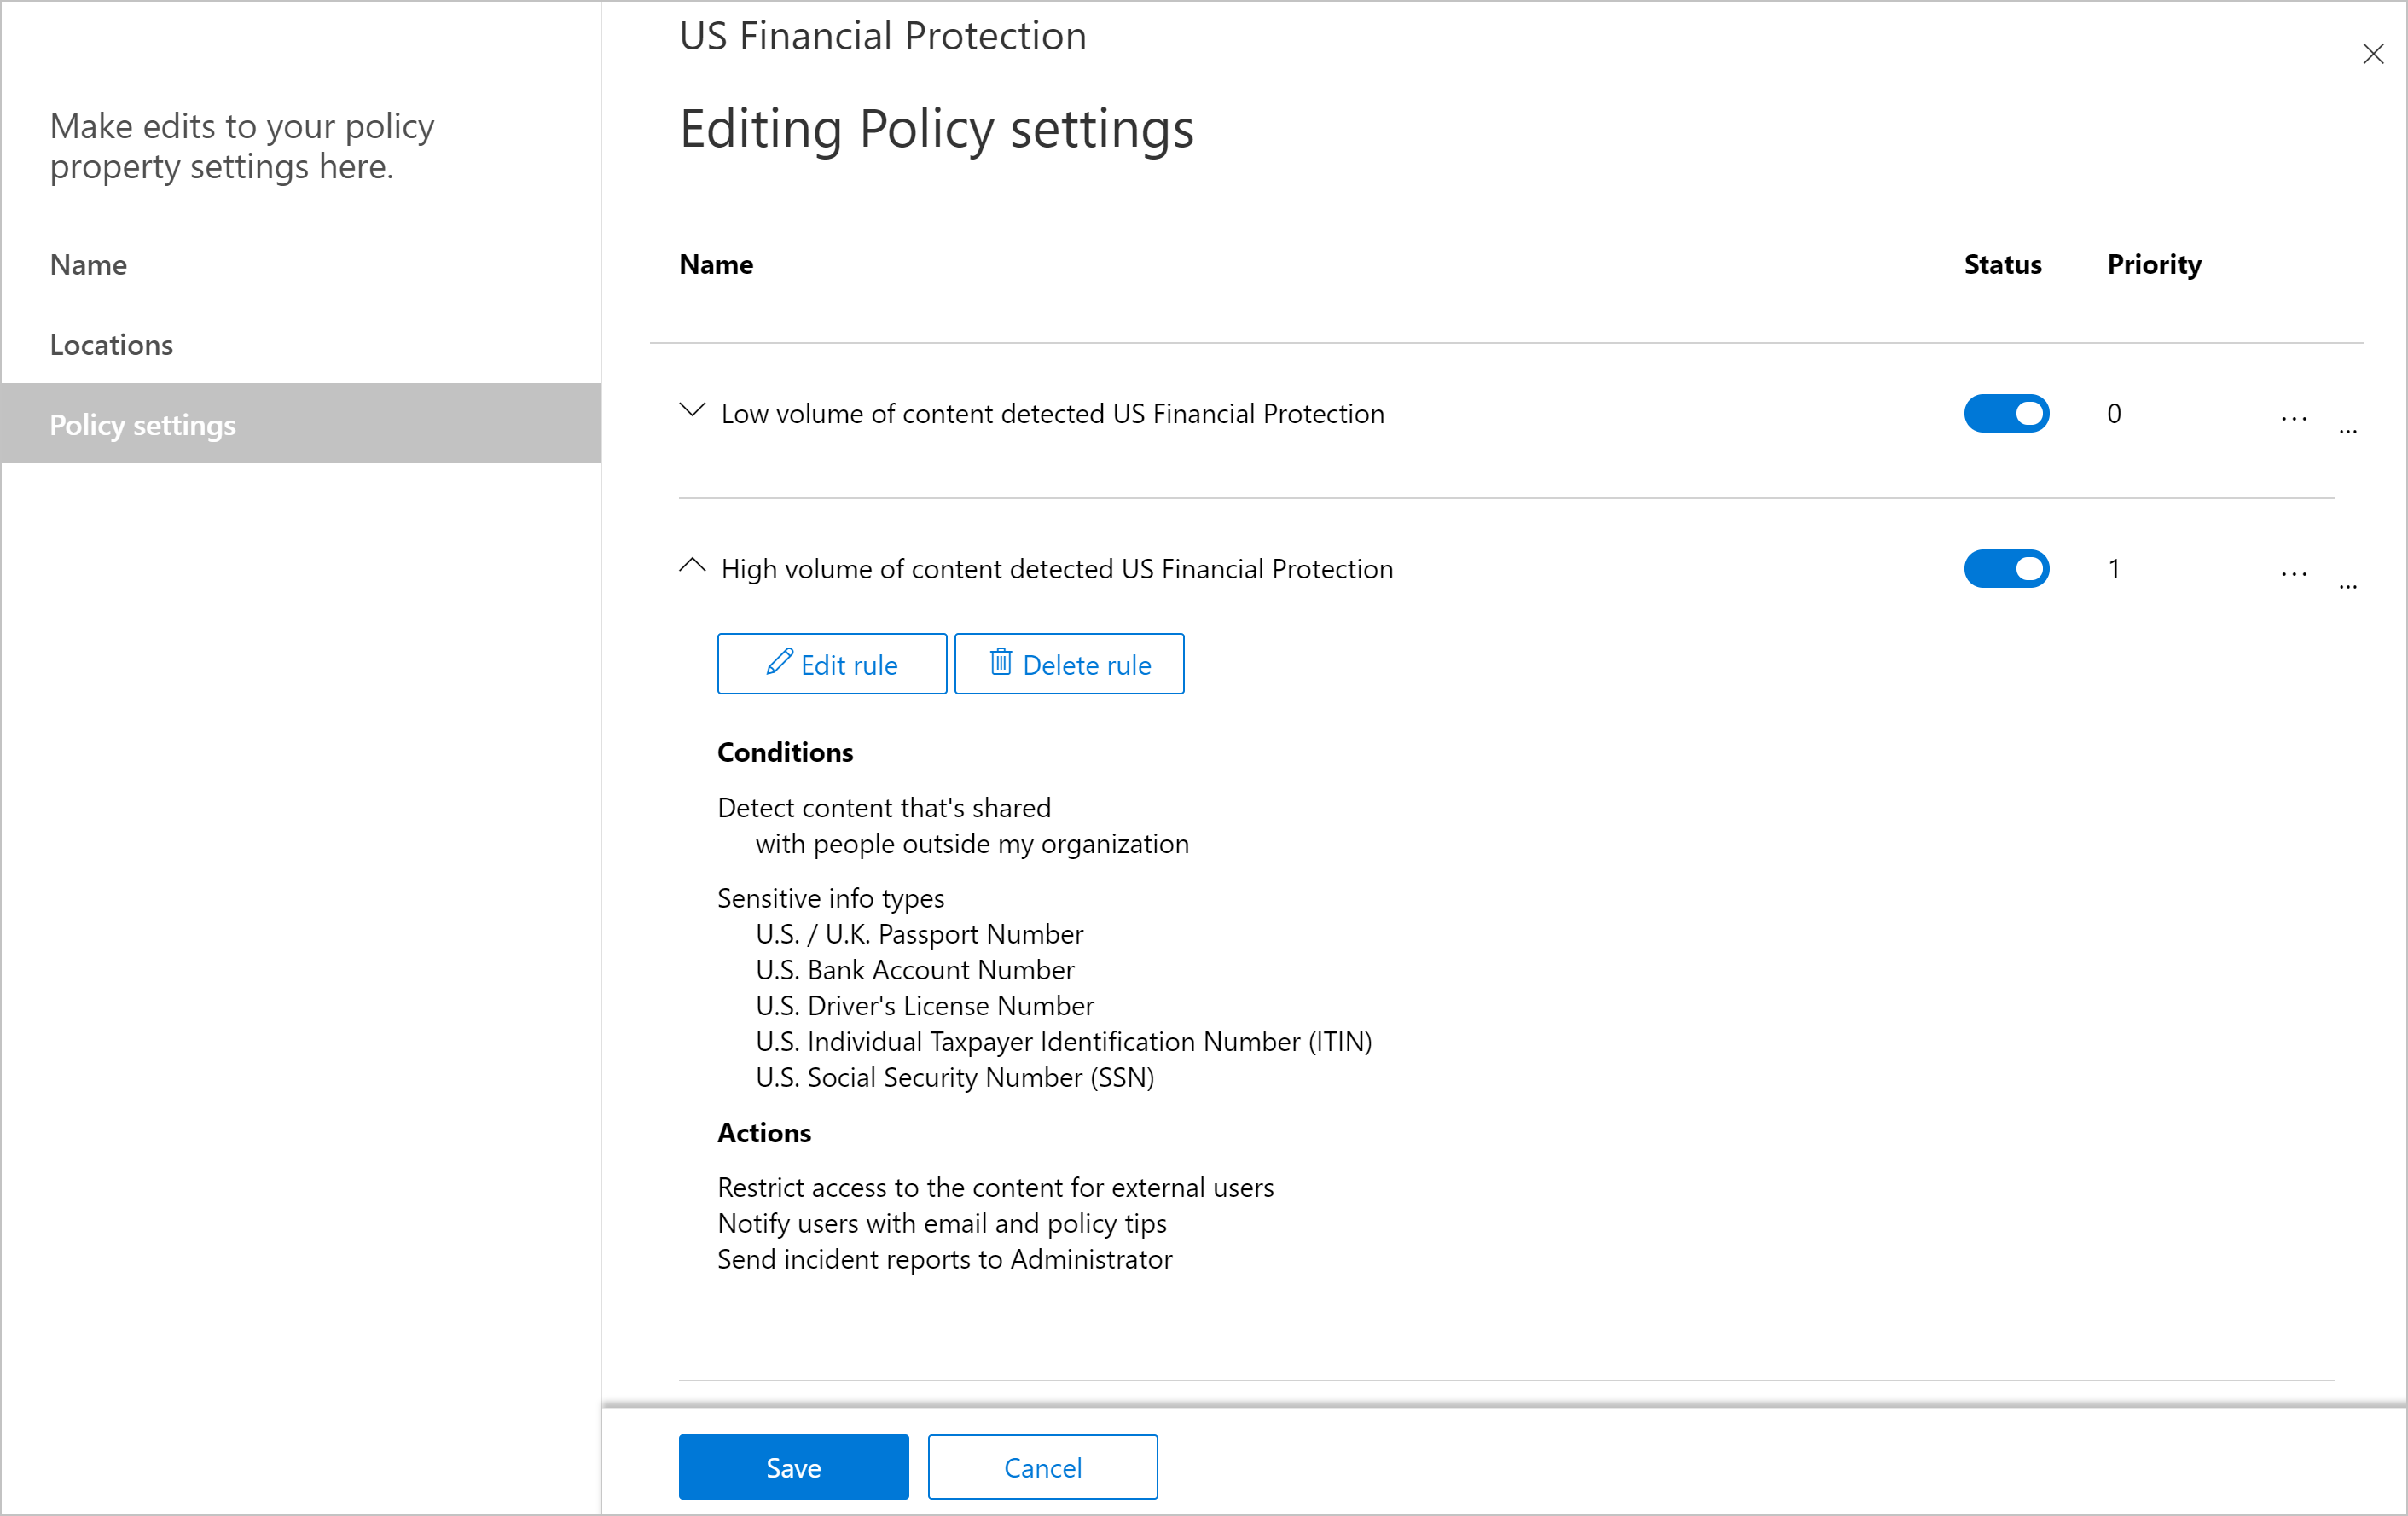 US Financial Protection
Make edits to your policy
property settings here.
Name
Locations
Policy settings
Editing Policy settings
Name Status Priority
Low volume of content detected US Financial Protection 0 ... ...
High volume of content detected US Financial Protection 1 ... ...
Edit rule Delete rule
Conditions
Detect content that's shared
with people outside my organization
Sensitive info types
U.S. / U.K. Passport Number
U.S. Bank Account Number
U.S. Driver's License Number
U.S. Individual Taxpayer Identification Number (ITIN)
U.S. Social Security Number (SSN)
Actions
Restrict access to the content for external users
Notify users with email and policy tips
Send incident reports to Administrator
Save Cancel